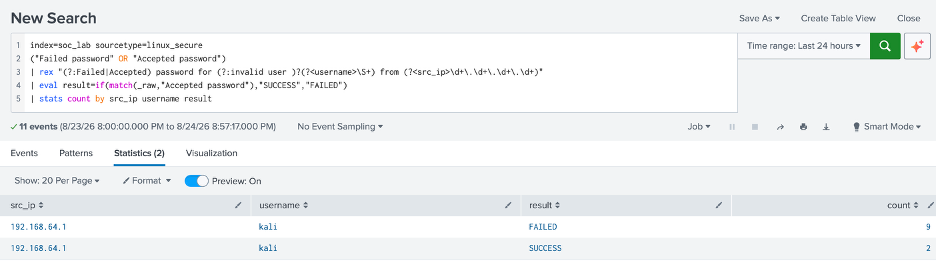 New Search
Save As Create Table View Close
1 index=soc_lab sourcetype=linux_secure
2 ("Failed password" OR "Accepted password")
3 | rex "(?:Failed|Accepted) password for (?:invalid user )?(?<username>\S+) from (?<src_ip>\d+\.\d+\.\d+\.\d+)"
4 | eval result=if(match(_raw,"Accepted password"),"SUCCESS","FAILED")
5 | stats count by src_ip username result
Time range: Last 24 hours
11 events (8/23/26 8:00:00.000 PM to 8/24/26 8:57:17.000 PM) No Event Sampling Job Smart Mode
Events Patterns Statistics (2) Visualization
Show: 20 Per Page Format Preview: On
src_ip username result count
192.168.64.1 kali FAILED 9
192.168.64.1 kali SUCCESS 2